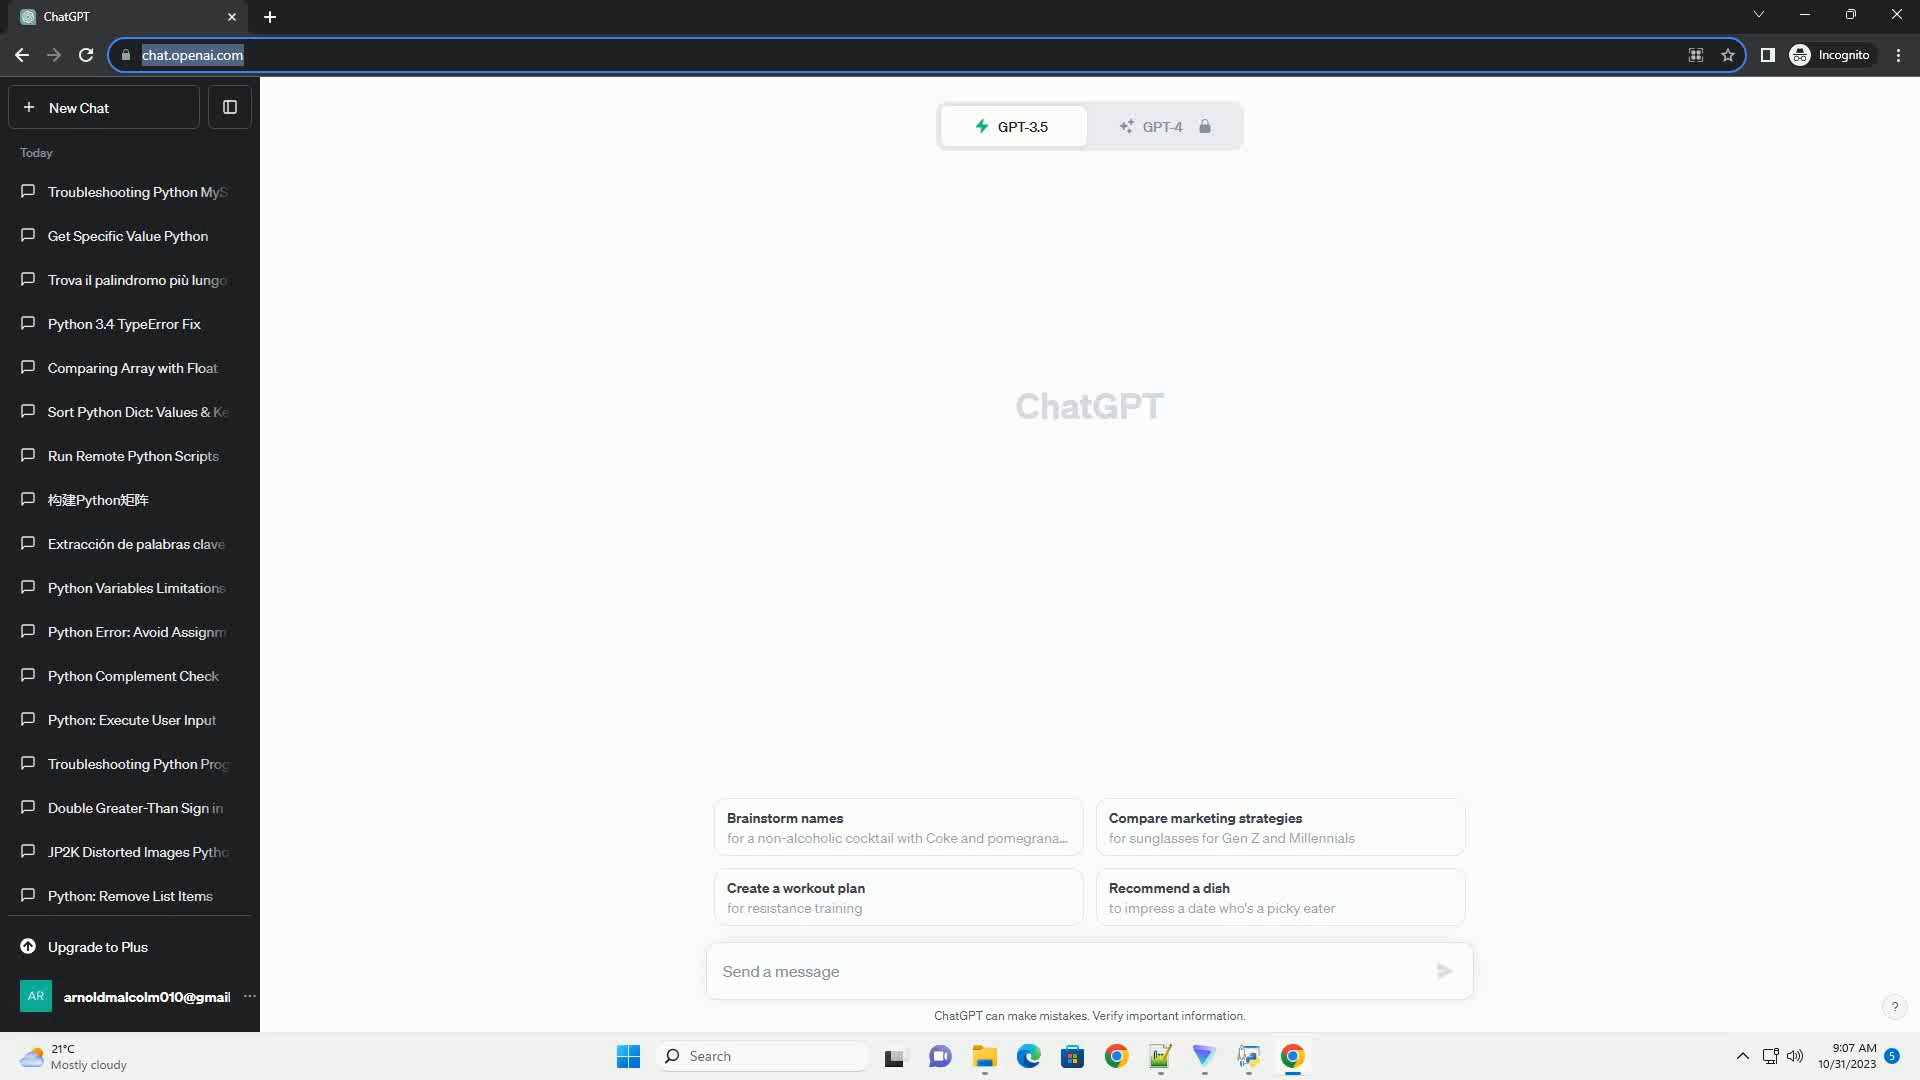 ChatGPT
chat.openai.com
Incognito
New Chat
Today
Troubleshooting Python MyS
Get Specific Value Python
Trova il palindromo più lungo
Python 3.4 TypeError Fix
Comparing Array with Float
Sort Python Dict: Values & Ke
Run Remote Python Scripts
构建Python矩阵
Extracción de palabras clave
Python Variables Limitations
Python Error: Avoid Assignm
Python Complement Check
Python: Execute User Input
Troubleshooting Python Prog
Double Greater-Than Sign in
JP2K Distorted Images Pytho
Python: Remove List Items
Upgrade to Plus
AR
arnoldmalcolm010@gmail
GPT-3.5
GPT-4
ChatGPT
Brainstorm names
for a non-alcoholic cocktail with Coke and pomegrana...
Compare marketing strategies
for sunglasses for Gen Z and Millennials
Create a workout plan
for resistance training
Recommend a dish
to impress a date who's a picky eater
Send a message
ChatGPT can make mistakes. Verify important information.
?
21°C
Mostly cloudy
Search
9:07 AM
10/31/2023
5